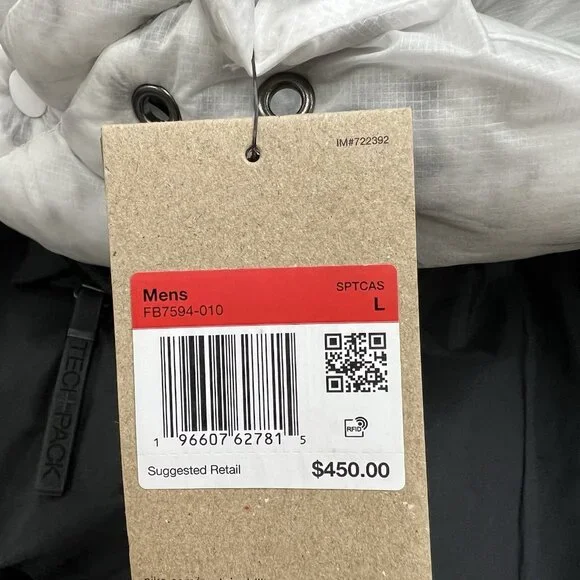 IM#722392
Mens
SPTCAS
FB7594-010
L
1 96607 62781 5
RFID
Suggested Retail
$450.00
TECH-PACK